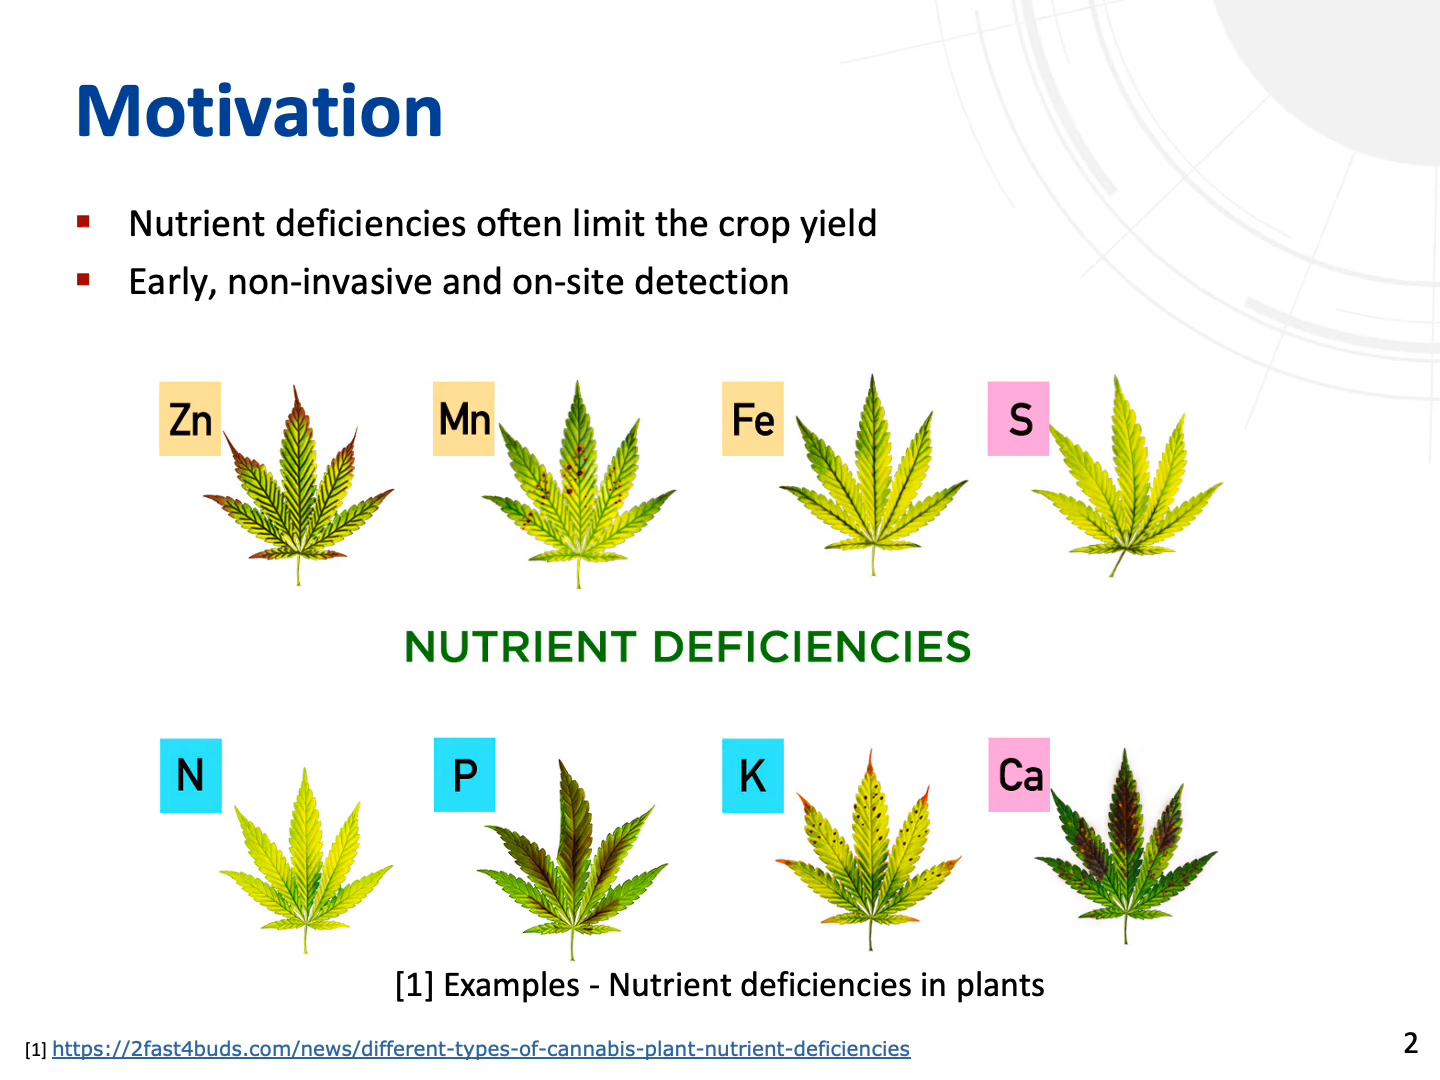 Motivation
Nutrient deficiencies often limit the crop yield
Early, non-invasive and on-site detection
Zn
Mn
Fe
S
NUTRIENT DEFICIENCIES
N
P
K
Ca
[1] Examples - Nutrient deficiencies in plants
[1] https://2fast4buds.com/news/different-types-of-cannabis-plant-nutrient-deficiencies
2